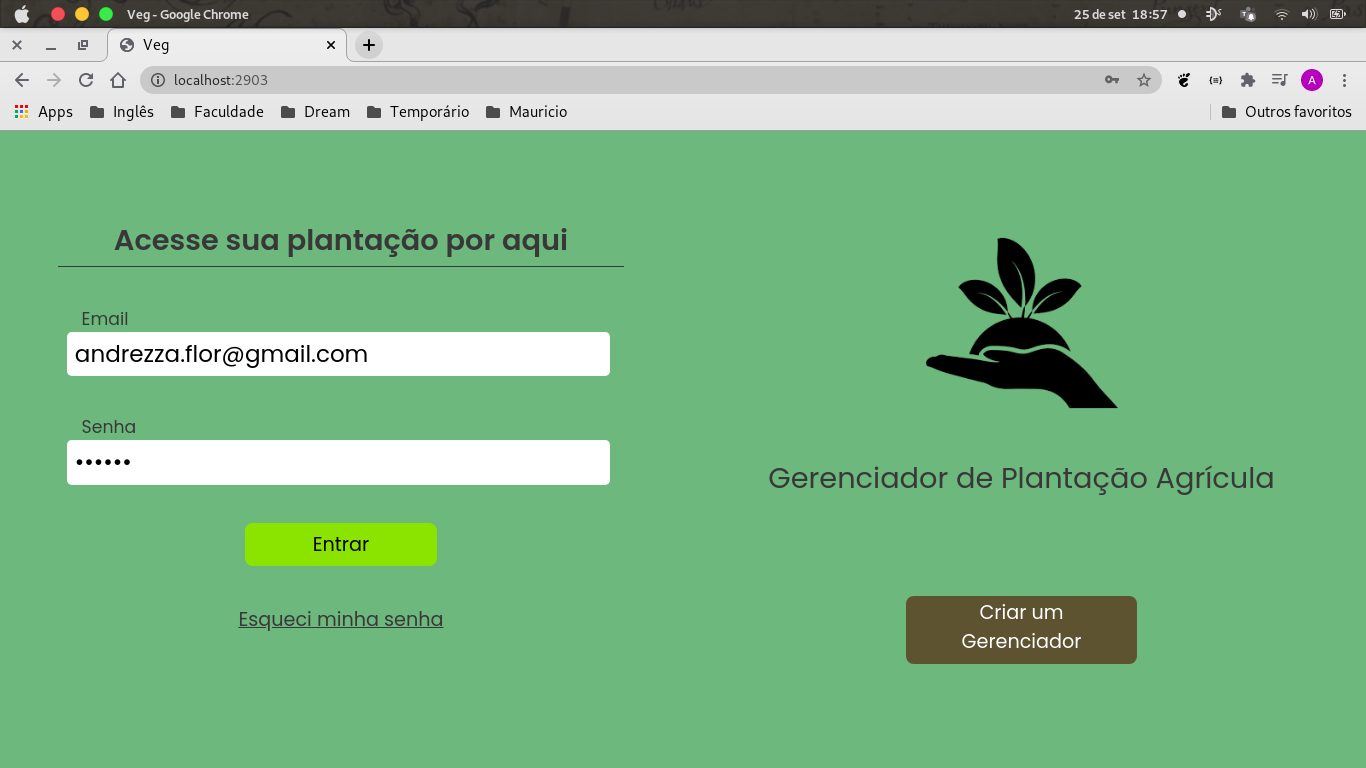 Veg - Google Chrome
25 de set 18:57
Veg
localhost:2903
A
Apps
Inglês
Faculdade
Dream
Temporário
Mauricio
Outros favoritos
Acesse sua plantação por aqui
Email
andrezza.flor@gmail.com
Senha
••••••
Entrar
Esqueci minha senha
Gerenciador de Plantação Agrícula
Criar um
Gerenciador